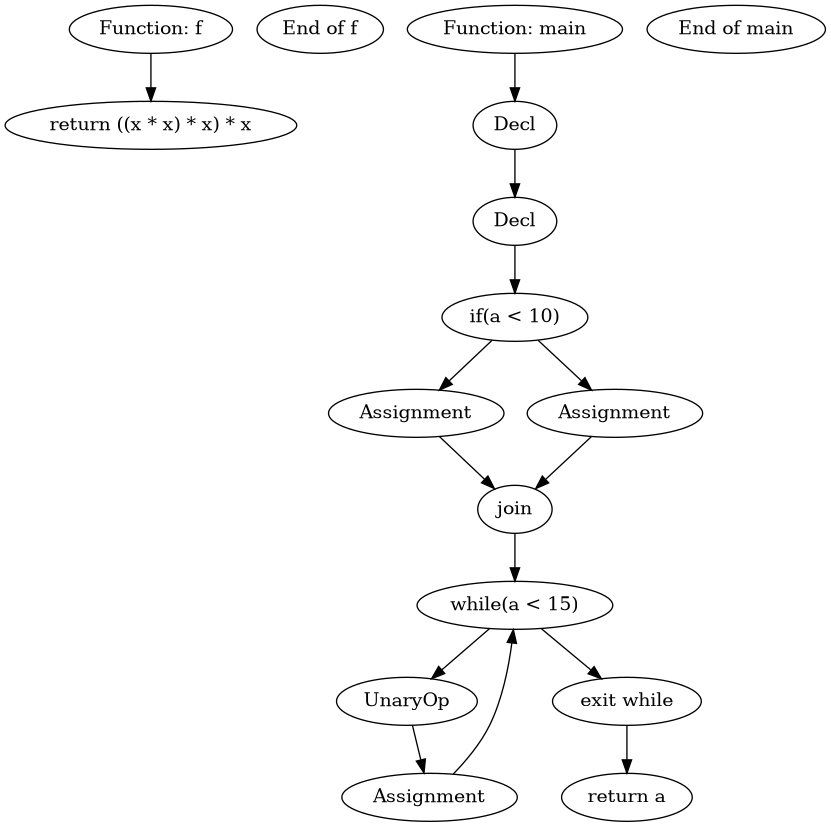 Function: f
End of f
Function: main
End of main
return ((x * x) * x) * x
Decl
Decl
if(a < 10)
Assignment
Assignment
join
while(a < 15)
UnaryOp
exit while
Assignment
return a